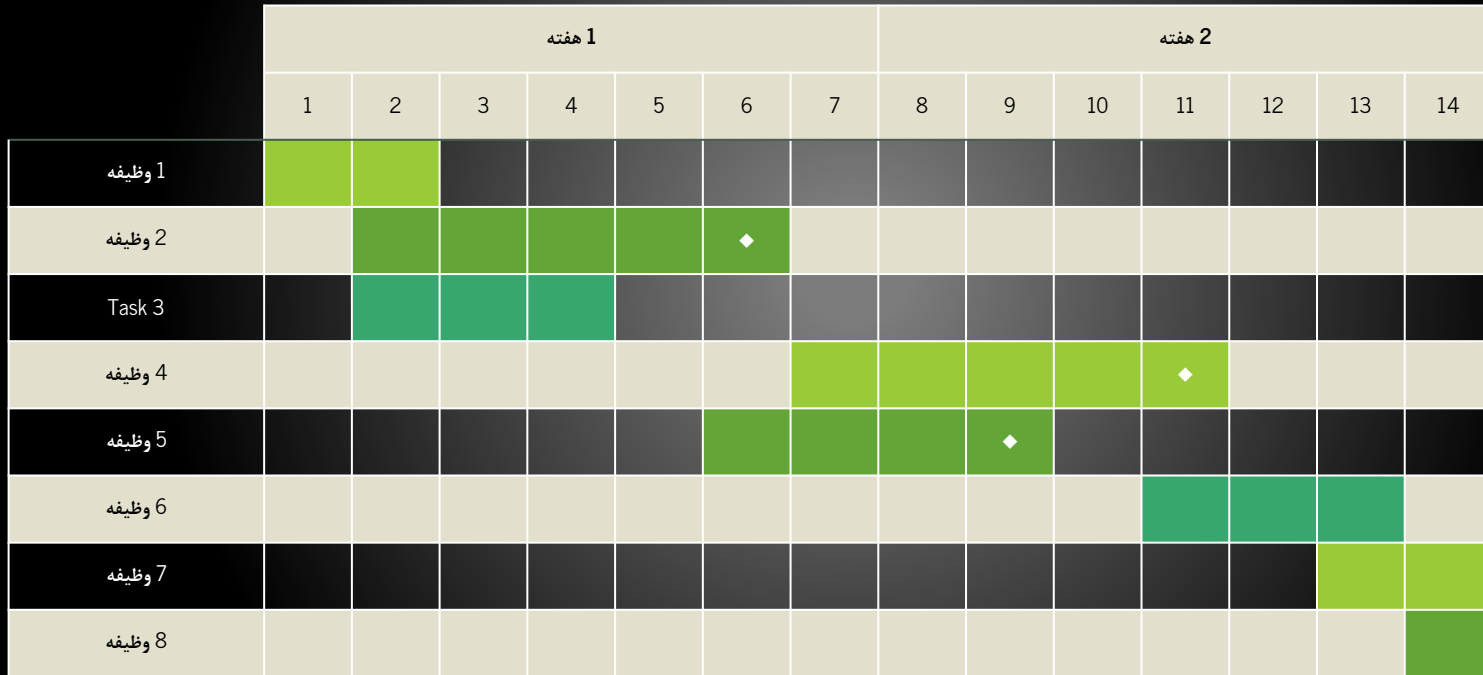 1 هفته
2 هفته
1 2 3 4 5 6 7 8 9 10 11 12 13 14
1 وظیفه
2 وظیفه
Task 3
4 وظیفه
5 وظیفه
6 وظیفه
7 وظیفه
8 وظیفه